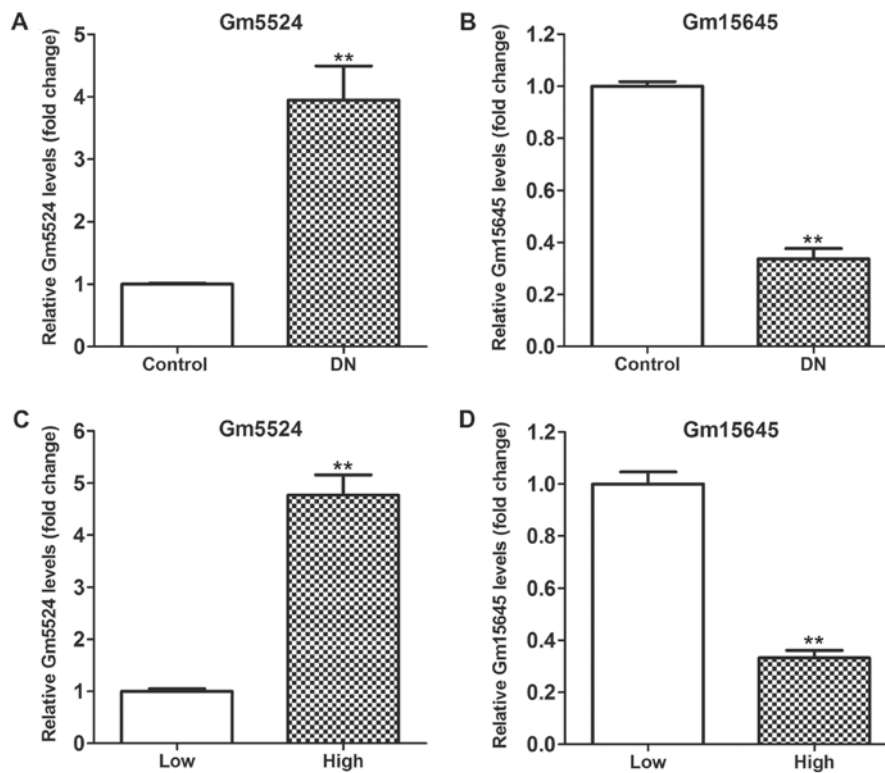 A
Gm5524
Relative Gm5524 levels (fold change)
5
4
3
2
1
0
**
Control
DN
B
Gm15645
Relative Gm15645 levels (fold change)
1.2
1.0
0.8
0.6
0.4
0.2
0.0
**
Control
DN
C
Gm5524
Relative Gm5524 levels (fold change)
6
5
4
3
2
1
0
**
Low
High
D
Gm15645
Relative Gm15645 levels (fold change)
1.2
1.0
0.8
0.6
0.4
0.2
0.0
**
Low
High